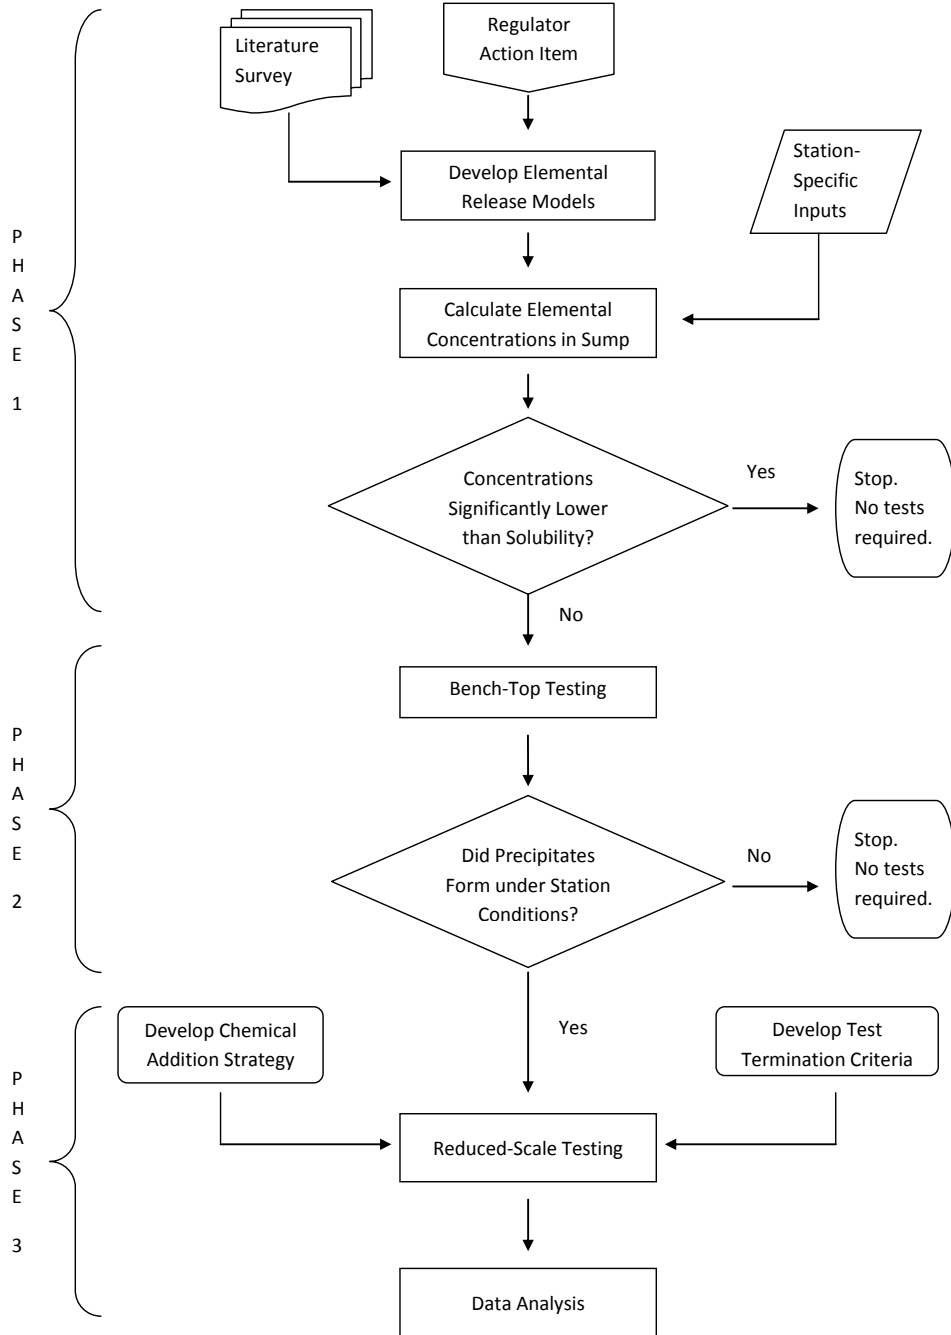 Literature
Survey
Regulator
Action Item
Develop Elemental
Release Models
Station-
Specific
Inputs
Calculate Elemental
Concentrations in Sump
P
H
A
S
E
1
Concentrations
Significantly Lower
than Solubility?
Yes
Stop.
No tests
required.
No
Bench-Top Testing
P
H
A
S
E
2
Did Precipitates
Form under Station
Conditions?
No
Stop.
No tests
required.
Yes
Develop Chemical
Addition Strategy
Develop Test
Termination Criteria
P
H
A
S
E
3
Reduced-Scale Testing
Data Analysis